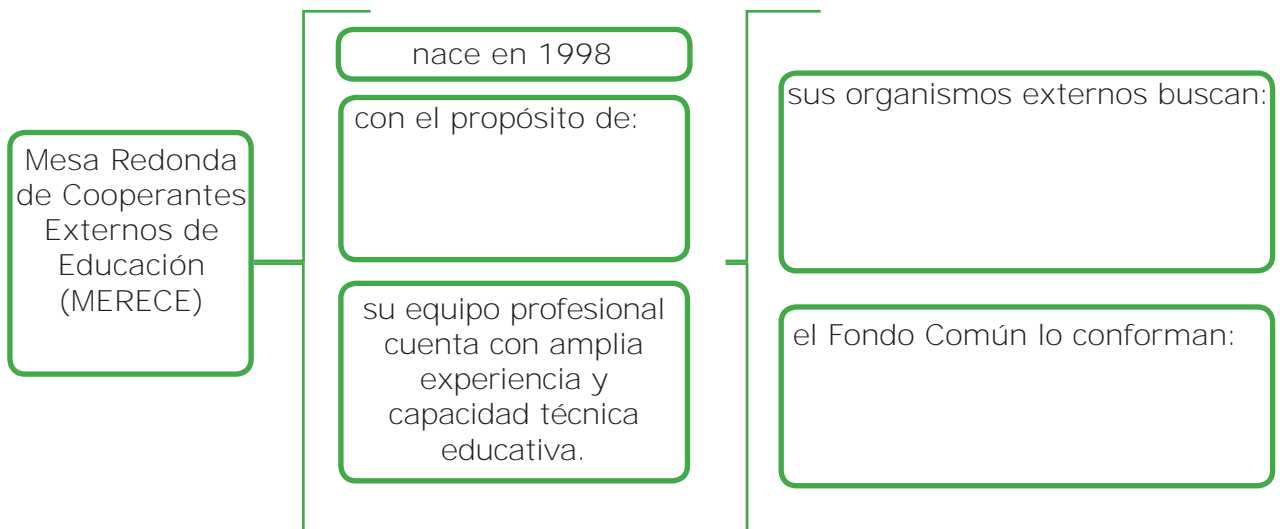 Mesa Redonda
de Cooperantes
Externos de
Educación
(MERECE)
nace en 1998
con el propósito de:
su equipo profesional
cuenta con amplia
experiencia y
capacidad técnica
educativa.
sus organismos externos buscan:
el Fondo Común lo conforman: